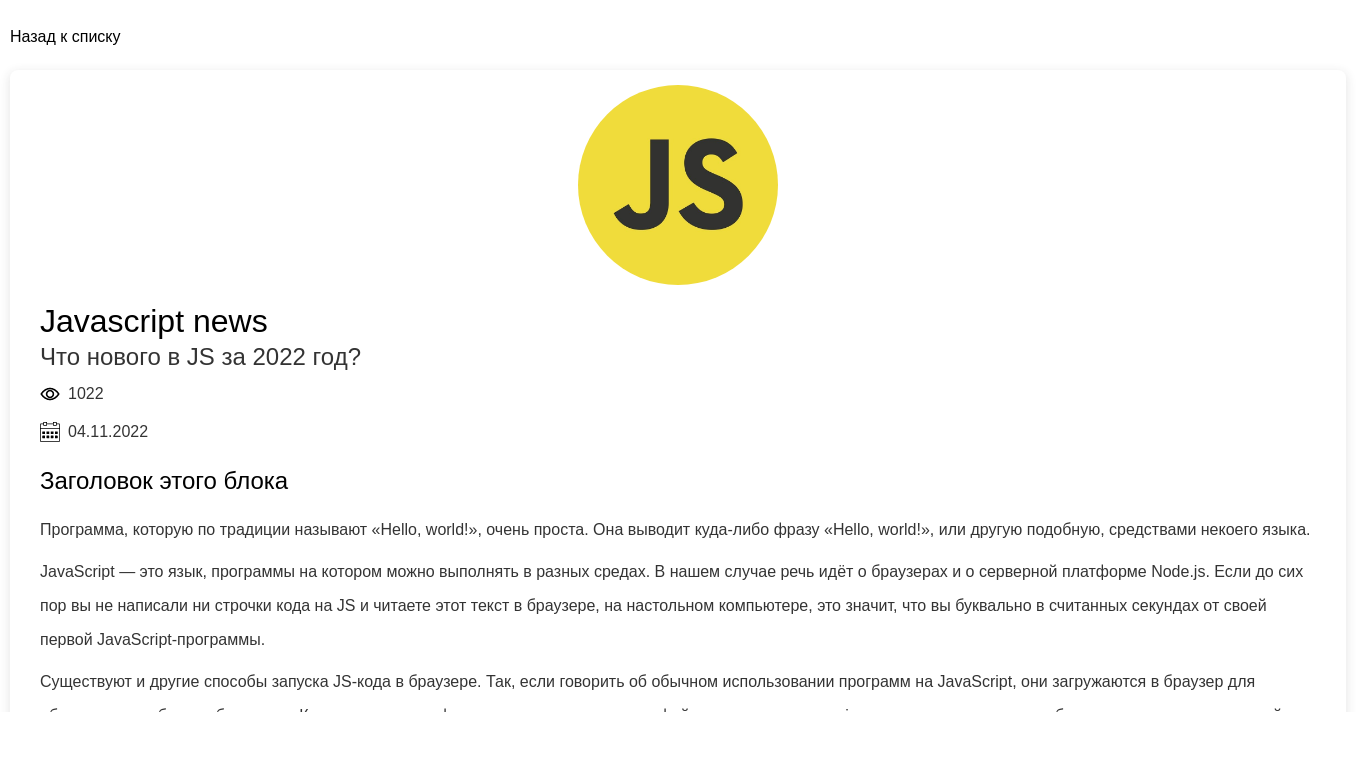 Назад к списку
JS
Javascript news
Что нового в JS за 2022 год?
1022
04.11.2022
Заголовок этого блока
Программа, которую по традиции называют «Hello, world!», очень проста. Она выводит куда-либо фразу «Hello, world!», или другую подобную, средствами некоего языка.
JavaScript — это язык, программы на котором можно выполнять в разных средах. В нашем случае речь идёт о браузерах и о серверной платформе Node.js. Если до сих
пор вы не написали ни строчки кода на JS и читаете этот текст в браузере, на настольном компьютере, это значит, что вы буквально в считанных секундах от своей
первой JavaScript-программы.
Существуют и другие способы запуска JS-кода в браузере. Так, если говорить об обычном использовании программ на JavaScript, они загружаются в браузер для